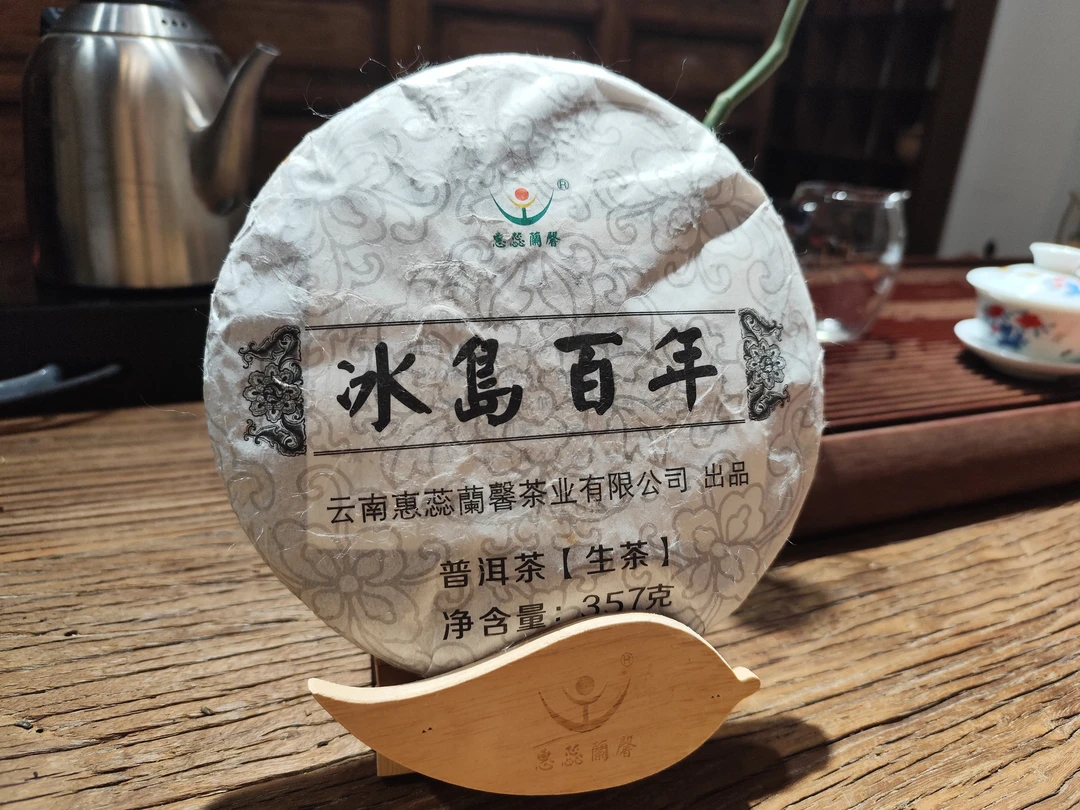 惠蕊蘭馨
冰島百年
云南惠蕊蘭馨茶业有限公司 出品
普洱茶【生茶】
净含量：357克
惠蕊蘭馨